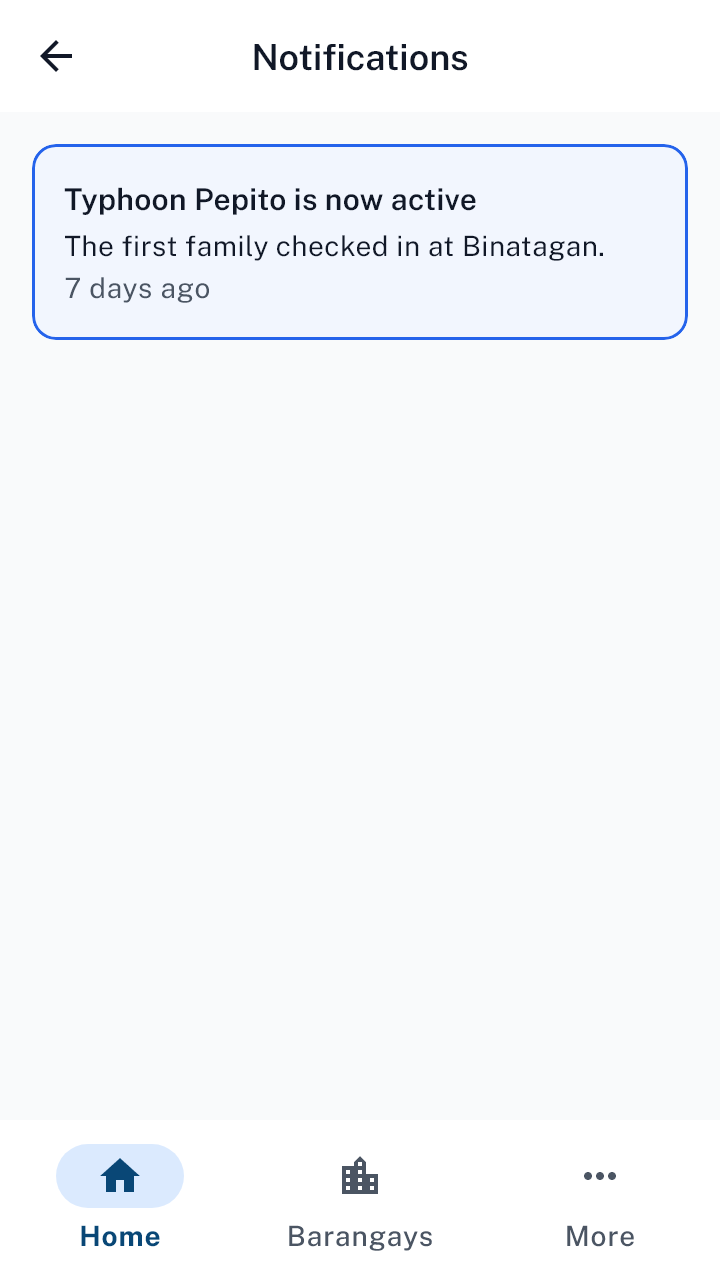 Notifications
Typhoon Pepito is now active
The first family checked in at Binatagan.
7 days ago
Home
Barangays
More